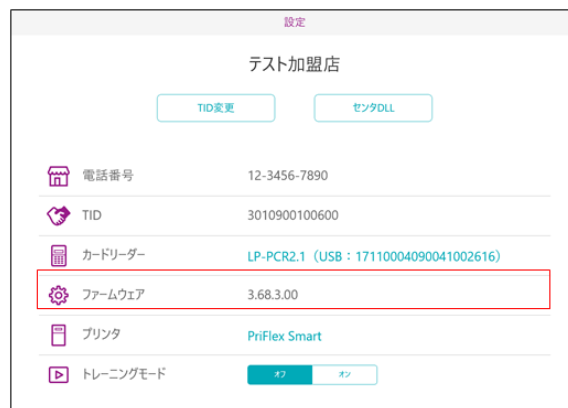 設定
テスト加盟店
TID変更 センタDLL
電話番号 12-3456-7890
TID 3010900100600
カードリーダー LP-PCR2.1（USB：17110004090041002616）
ファームウェア 3.68.3.00
プリンタ PriFlex Smart
トレーニングモード オフ オン